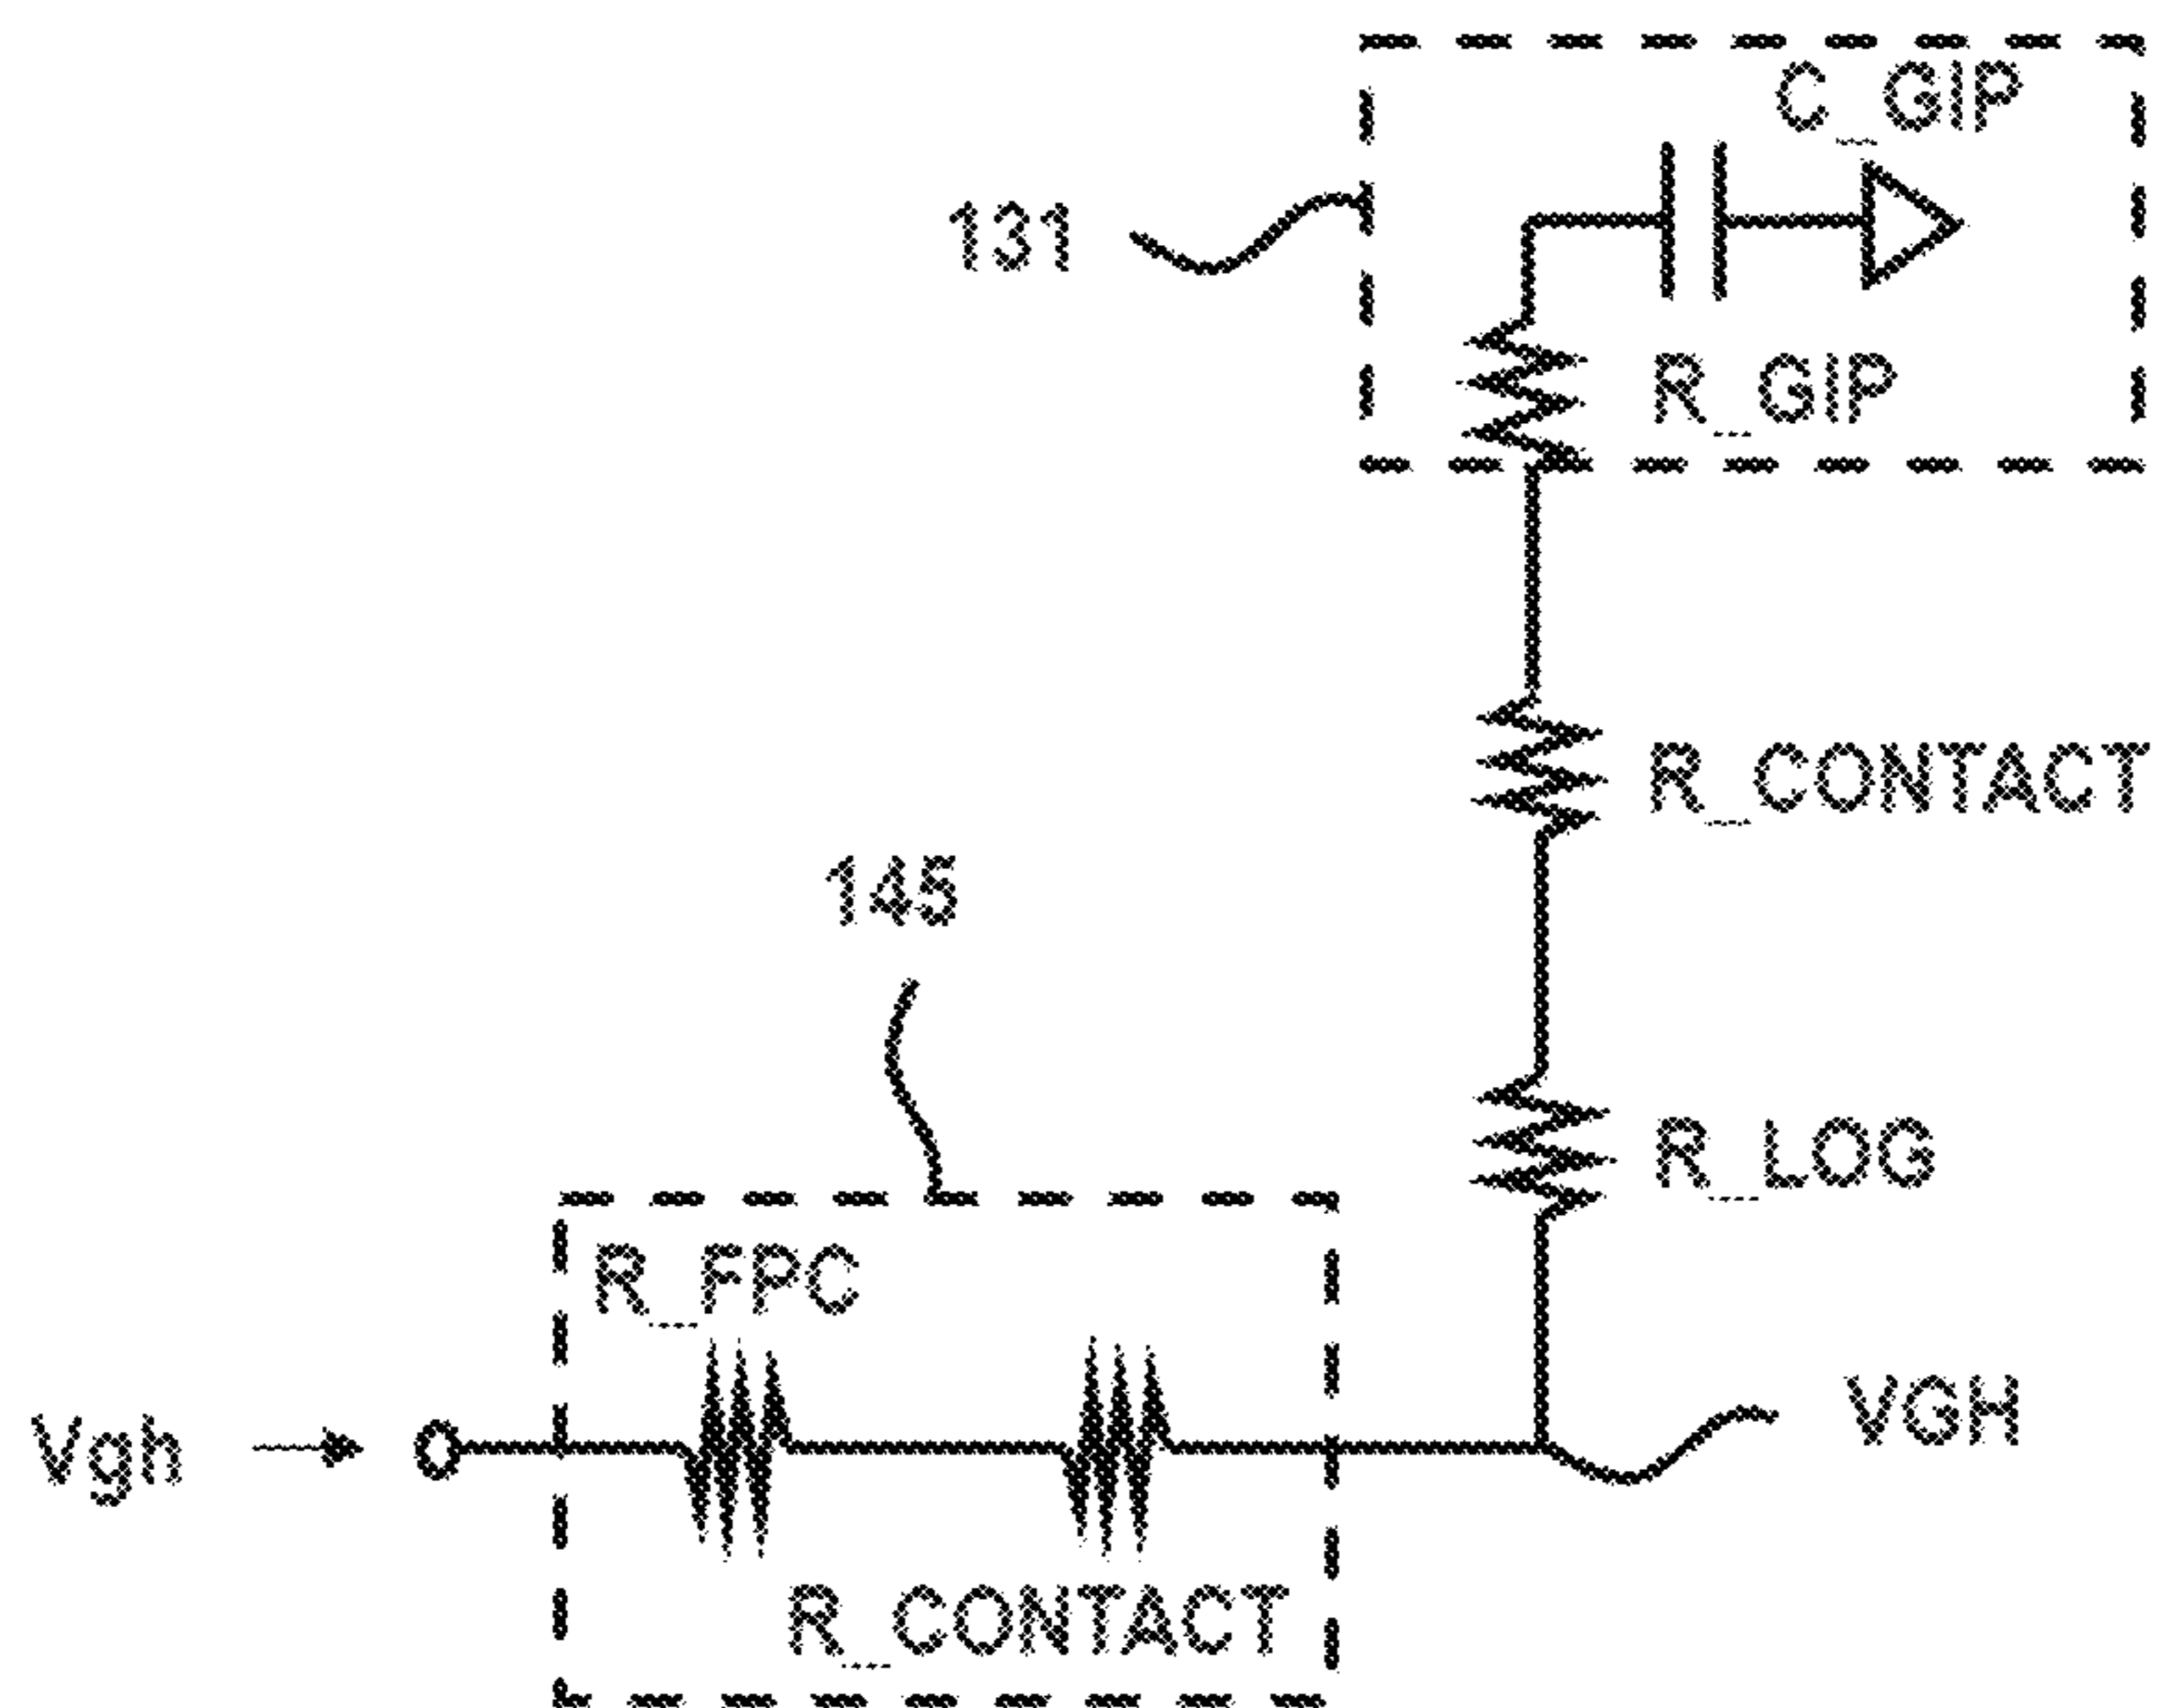 C_GIP
131
R_GIP
R_CONTACT
145
R_LOG
R_FPC
VGH
Vgh
R_CONTACT